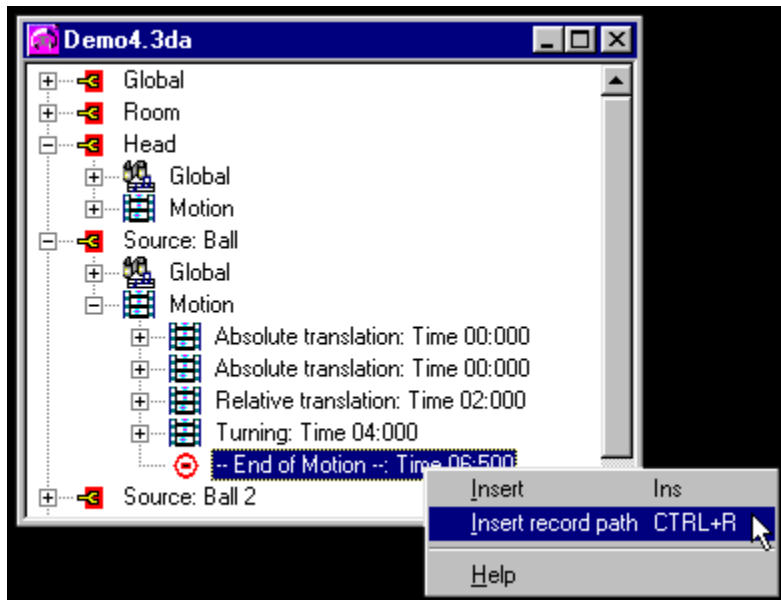 Demo4.3da
Global
Room
Head
Global
Motion
Source: Ball
Global
Motion
Absolute translation: Time 00:000
Absolute translation: Time 00:000
Relative translation: Time 02:000
Turning: Time 04:000
-- End of Motion --: Time 06:500
Source: Ball 2
Insert Ins
Insert record path CTRL+R
Help